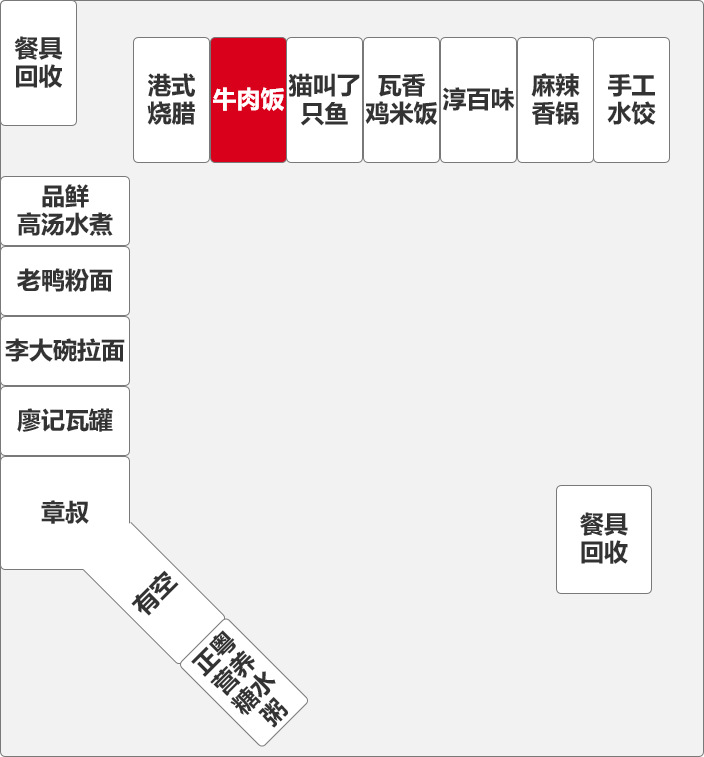 餐具
回收
港式
烧腊
牛肉饭
猫叫了
只鱼
瓦香
鸡米饭
淳百味
麻辣
香锅
手工
水饺
品鲜
高汤水煮
老鸭粉面
李大碗拉面
廖记瓦罐
章叔
有空
正粤
营养
糖水
粥
餐具
回收